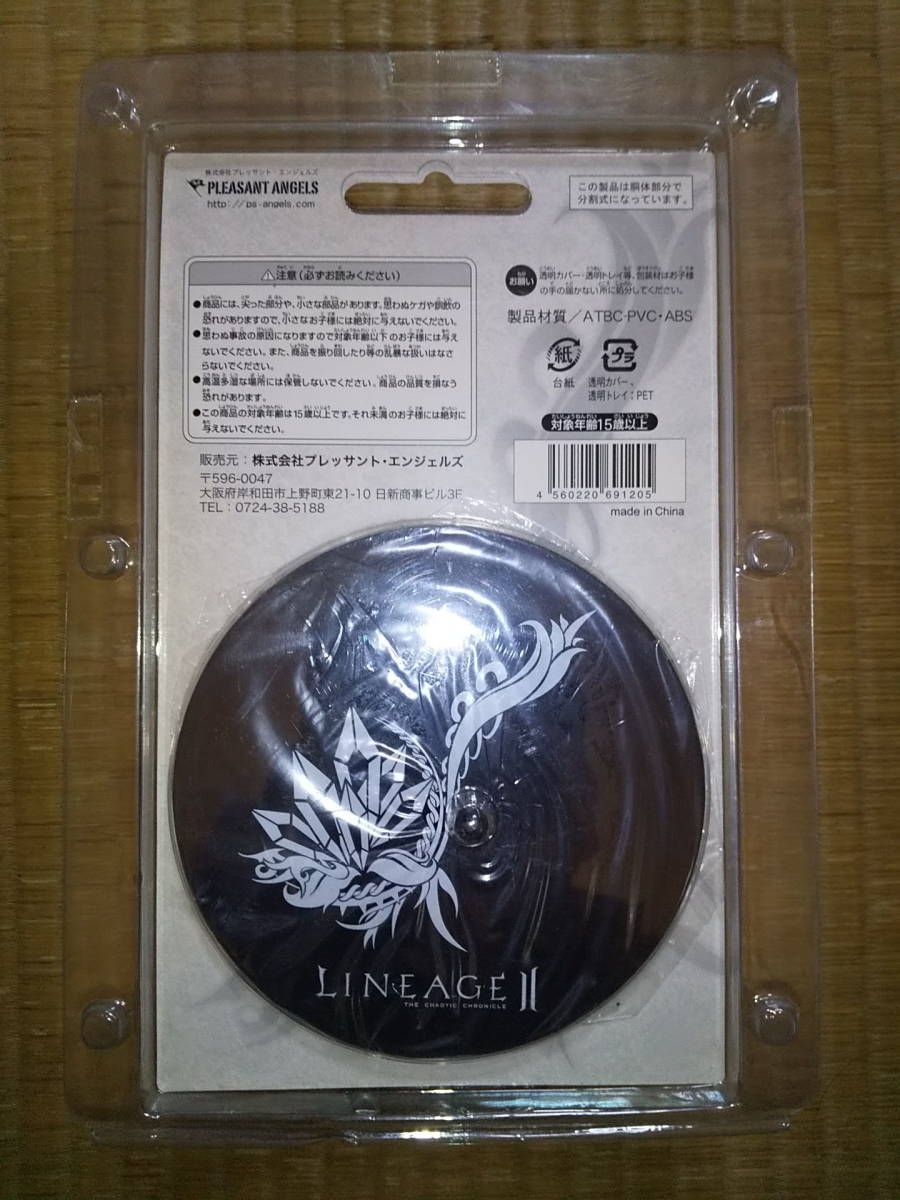 株式会社プレッサント・エンジェルズ
PLEASANT ANGELS
http://ps-angels.com
この製品は胴体部分で
分割式になっています。
⚠注意(必ずお読みください)
●商品には、尖った部分や、小さな部品があります。思わぬケガや誤飲の
恐れがありますので、小さなお子様には絶対に与えないでください。
●思わぬ事故の原因になりますので対象年齢以下のお子様には与え
ないでください。また、商品を振り回したり等の乱暴な扱いはなさ
らないでください。
●高温多湿な場所には保管しないでください。商品の品質を損なう
恐れがあります。
●この商品の対象年齢は15歳以上です。それ未満のお子様には絶対に
与えないでください。
お願い
透明カバー・透明トレイ等、包装材はお子様
の手の届かない所に処分してください。
製品材質/ATBC-PVC・ABS
紙
プラ
台紙
透明カバー、
透明トレイ:PET
対象年齢15歳以上
4 560220 691205
made in China
販売元:株式会社プレッサント・エンジェルズ
〒596-0047
大阪府岸和田市上野町東21-10 日新商事ビル3F
TEL:0724-38-5188
LINEAGE II
THE CHAOTIC CHRONICLE